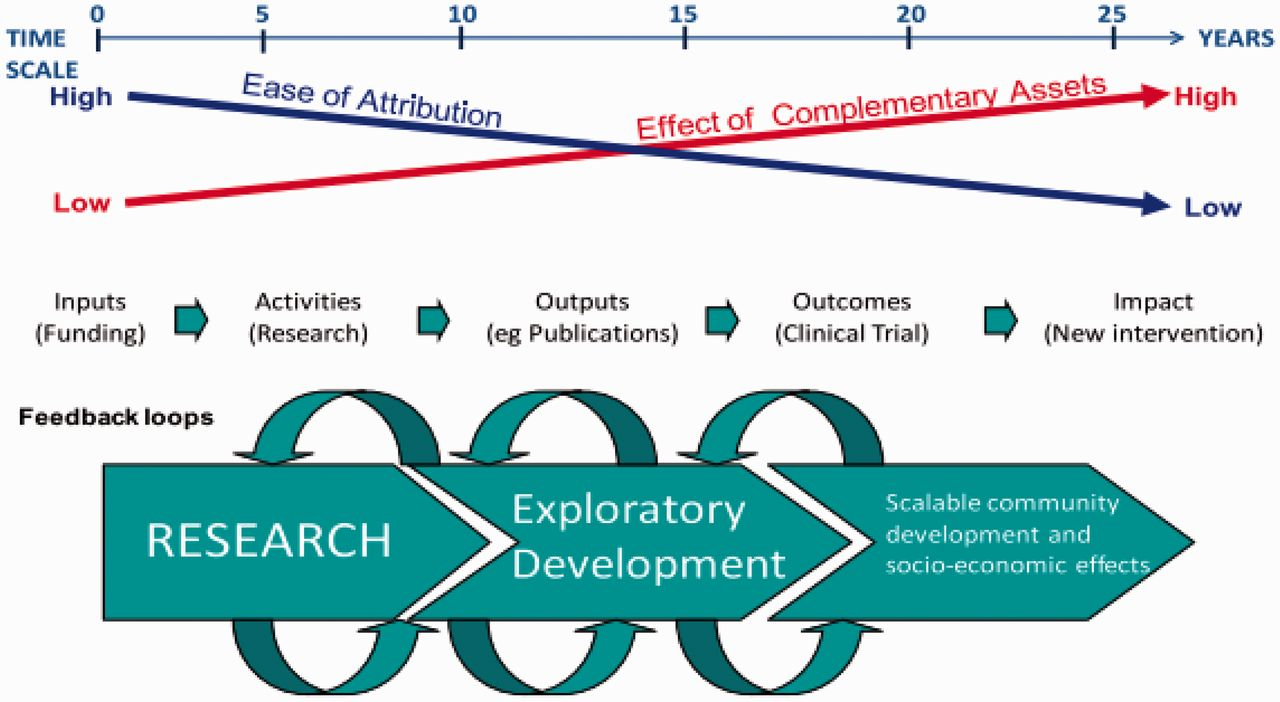 0 5 10 15 20 25
TIME SCALE
YEARS
High
Ease of Attribution
Effect of Complementary Assets
High
Low
Low
Inputs (Funding)
Activities (Research)
Outputs (eg Publications)
Outcomes (Clinical Trial)
Impact (New intervention)
Feedback loops
RESEARCH
Exploratory
Development
Scalable community
development and
socio-economic effects